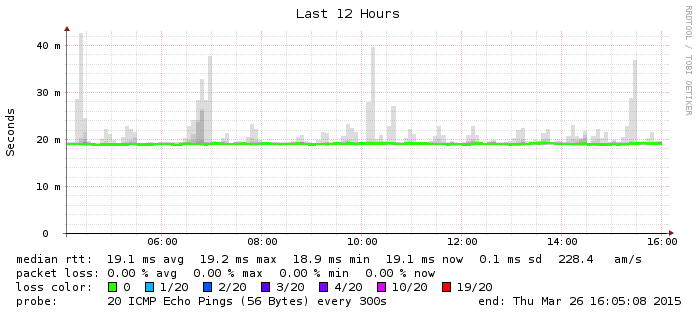 Last 12 Hours
RRDTOOL / TOBI OETIKER
Seconds
40 m
30 m
20 m
10 m
0
06:00 08:00 10:00 12:00 14:00 16:00
median rtt: 19.1 ms avg 19.2 ms max 18.9 ms min 19.1 ms now 0.1 ms sd 228.4 am/s
packet loss: 0.00 % avg 0.00 % max 0.00 % min 0.00 % now
loss color: 0 1/20 2/20 3/20 4/20 10/20 19/20
probe: 20 ICMP Echo Pings (56 Bytes) every 300s end: Thu Mar 26 16:05:08 2015